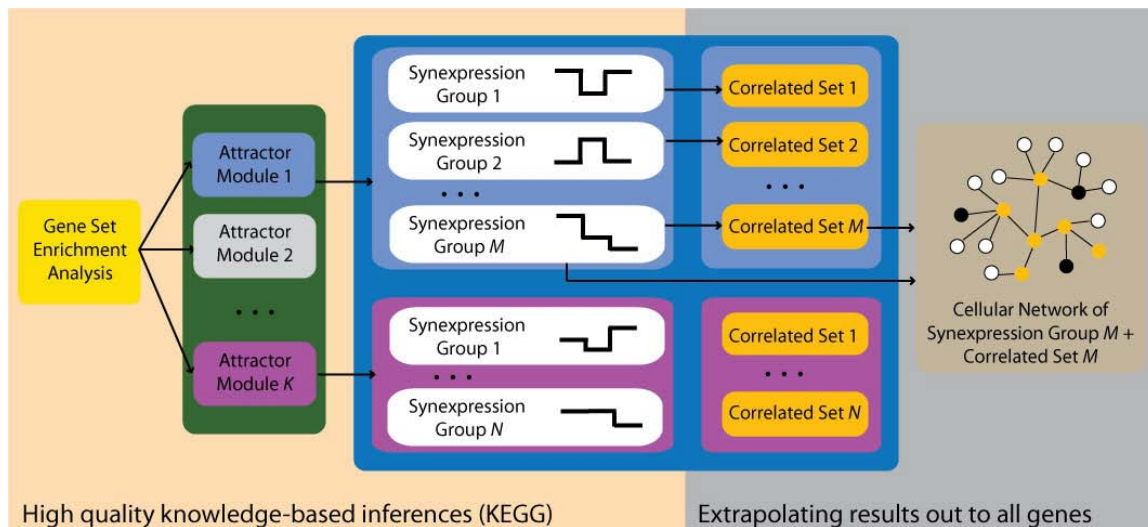 Gene Set
Enrichment
Analysis
Attractor
Module 1
Attractor
Module 2
• • •
Attractor
Module K
Synexpression
Group 1
Synexpression
Group 2
• • •
Synexpression
Group M
Synexpression
Group 1
• • •
Synexpression
Group N
Correlated Set 1
Correlated Set 2
• • •
Correlated Set M
Correlated Set 1
• • •
Correlated Set N
Cellular Network of
Synexpression Group M +
Correlated Set M
High quality knowledge-based inferences (KEGG)
Extrapolating results out to all genes